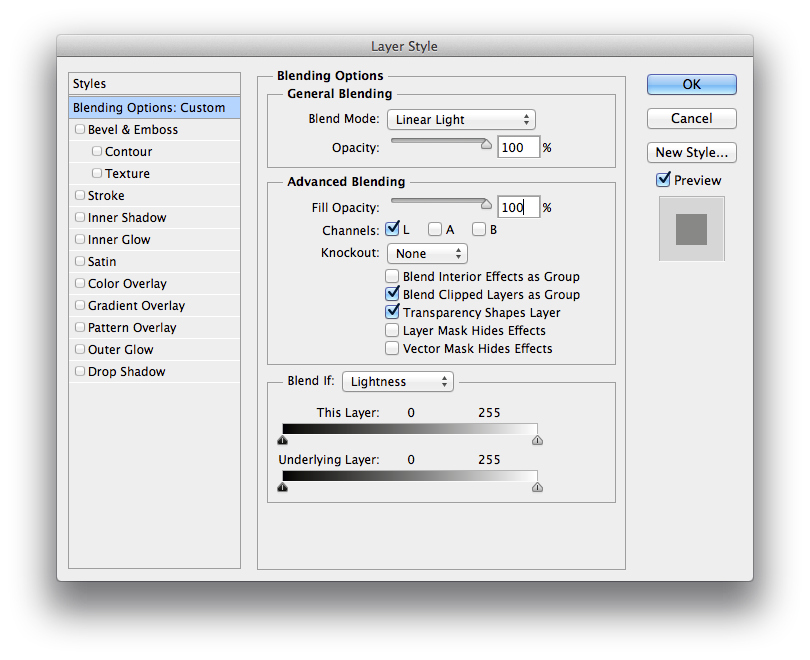 Layer Style
Styles
Blending Options: Custom
Bevel & Emboss
Contour
Texture
Stroke
Inner Shadow
Inner Glow
Satin
Color Overlay
Gradient Overlay
Pattern Overlay
Outer Glow
Drop Shadow
Blending Options
General Blending
Blend Mode: Linear Light
Opacity: 100 %
Advanced Blending
Fill Opacity: 100 %
Channels: L A B
Knockout: None
Blend Interior Effects as Group
Blend Clipped Layers as Group
Transparency Shapes Layer
Layer Mask Hides Effects
Vector Mask Hides Effects
Blend If: Lightness
This Layer: 0 255
Underlying Layer: 0 255
OK
Cancel
New Style...
Preview